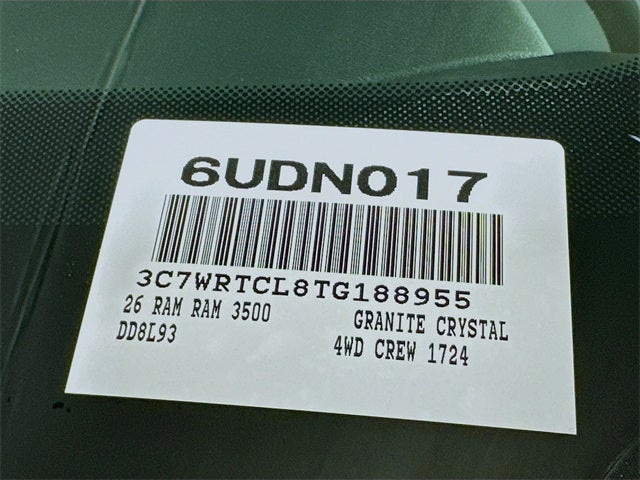 6UDN017
3C7WRTCL8TG188955
26 RAM RAM 3500 GRANITE CRYSTAL
DD8L93 4WD CREW 1724